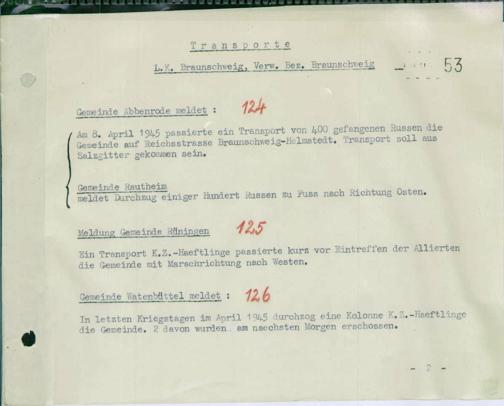 Transporte
L.K. Braunschweig, Verw. Bez. Braunschweig
53
Gemeinde Abbenrode meldet : 124
Am 8. April 1945 passierte ein Transport von 400 gefangenen Russen die
Gemeinde auf Reichsstrasse Braunschweig-Helmstedt. Transport soll aus
Salzgitter gekommen sein.
Gemeinde Rautheim
meldet Durchzug einiger Hundert Russen zu Fuss nach Richtung Osten.
Meldung Gemeinde Rüningen 125
Ein Transport K.Z.-Haeftlinge passierte kurz vor Eintreffen der Allierten
die Gemeinde mit Marschrichtung nach Westen.
Gemeinde Watenbüttel meldet : 126
In letzten Kriegstagen im April 1945 durchzog eine Kolonne K.Z.-Haeftlinge
die Gemeinde. 2 davon wurden am naechsten Morgen erschossen.
- 2 -